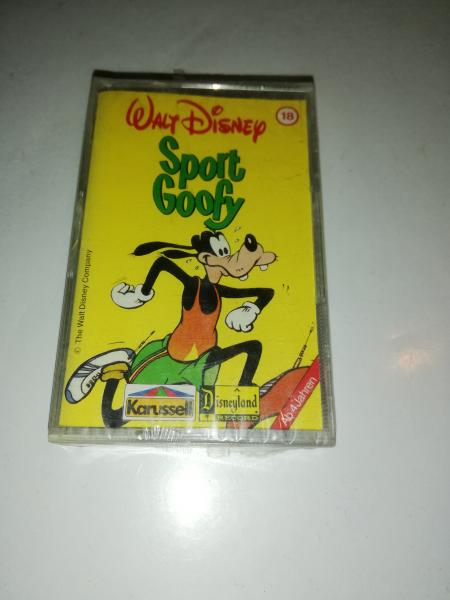 WALT DISNEY
18
Sport
Goofy
© The Walt Disney Company
Karussell
Disneyland
RECORD
Ab 4 Jahren